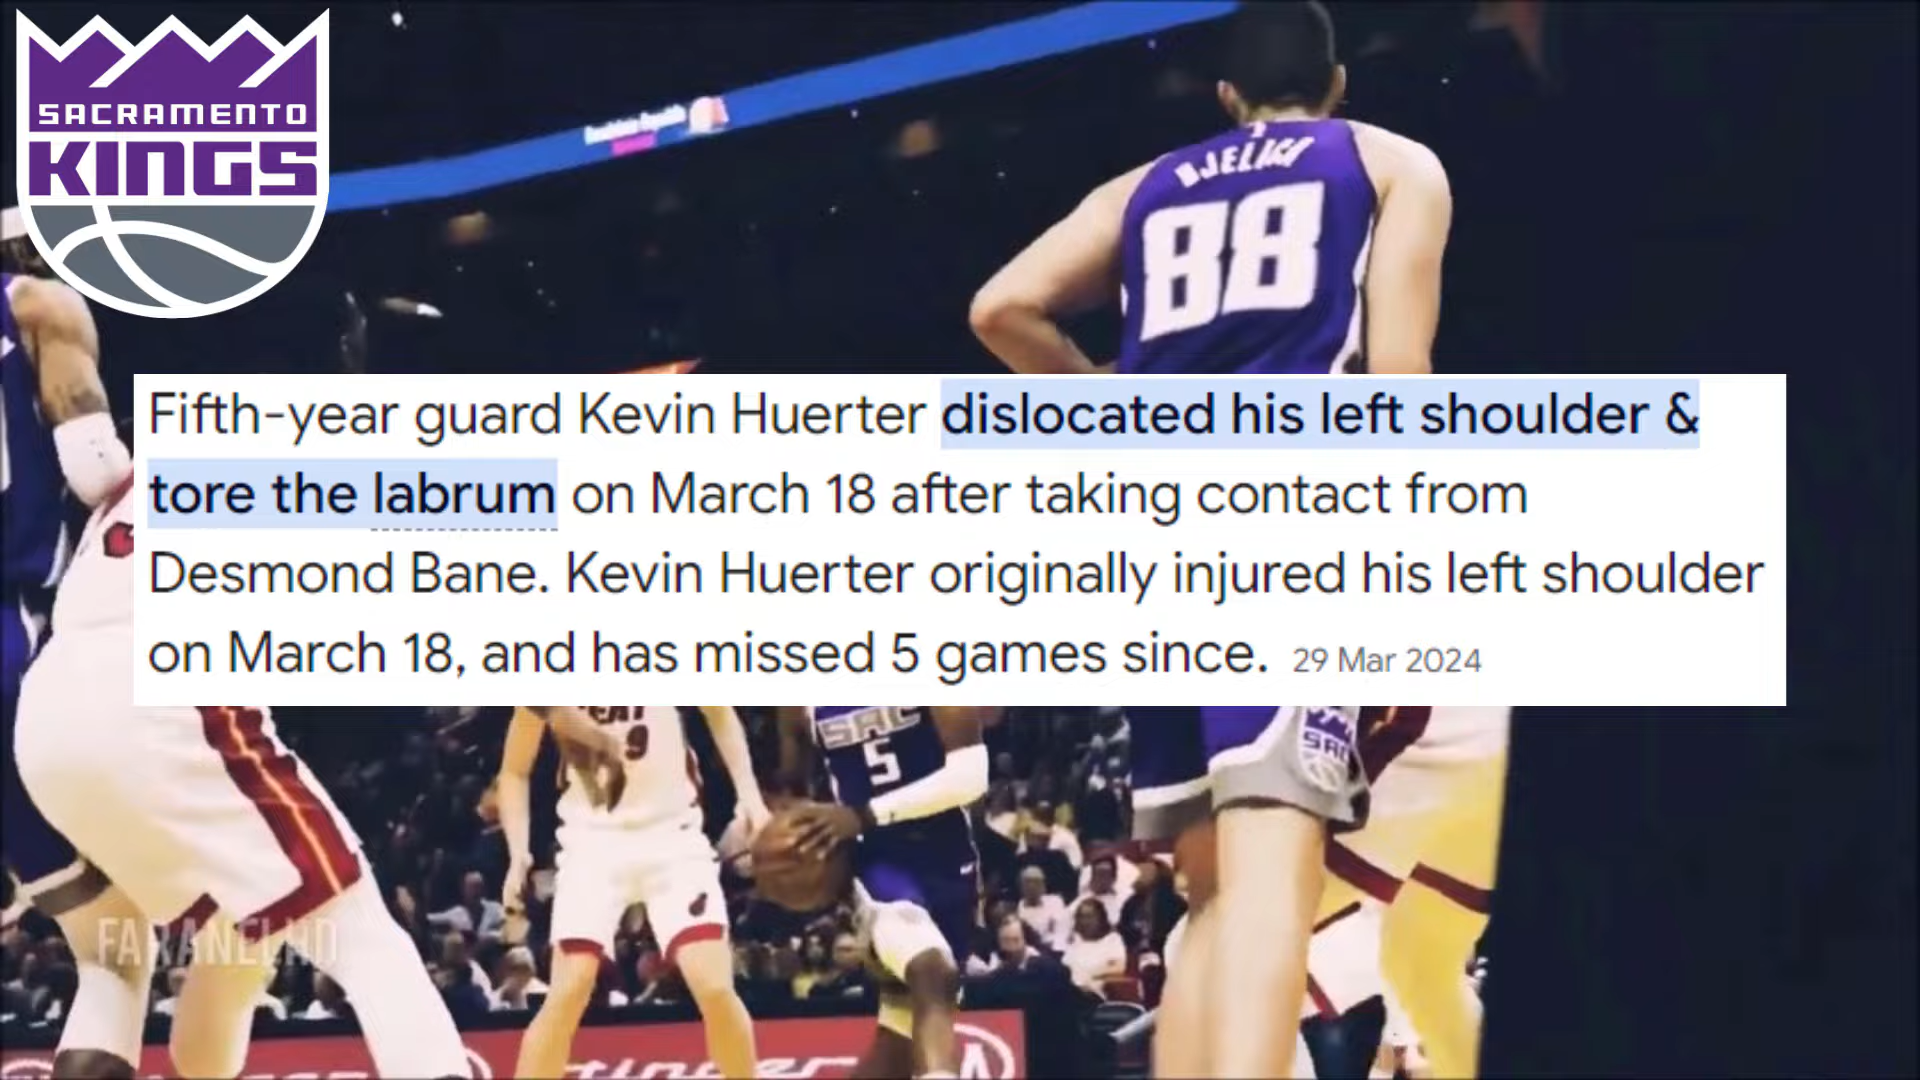 SACRAMENTO
KINGS
BJELICA
88
Fifth-year guard Kevin Huerter dislocated his left shoulder &
tore the labrum on March 18 after taking contact from
Desmond Bane. Kevin Huerter originally injured his left shoulder
on March 18, and has missed 5 games since. 29 Mar 2024
SAC
5
9
SAC
FARANELHD